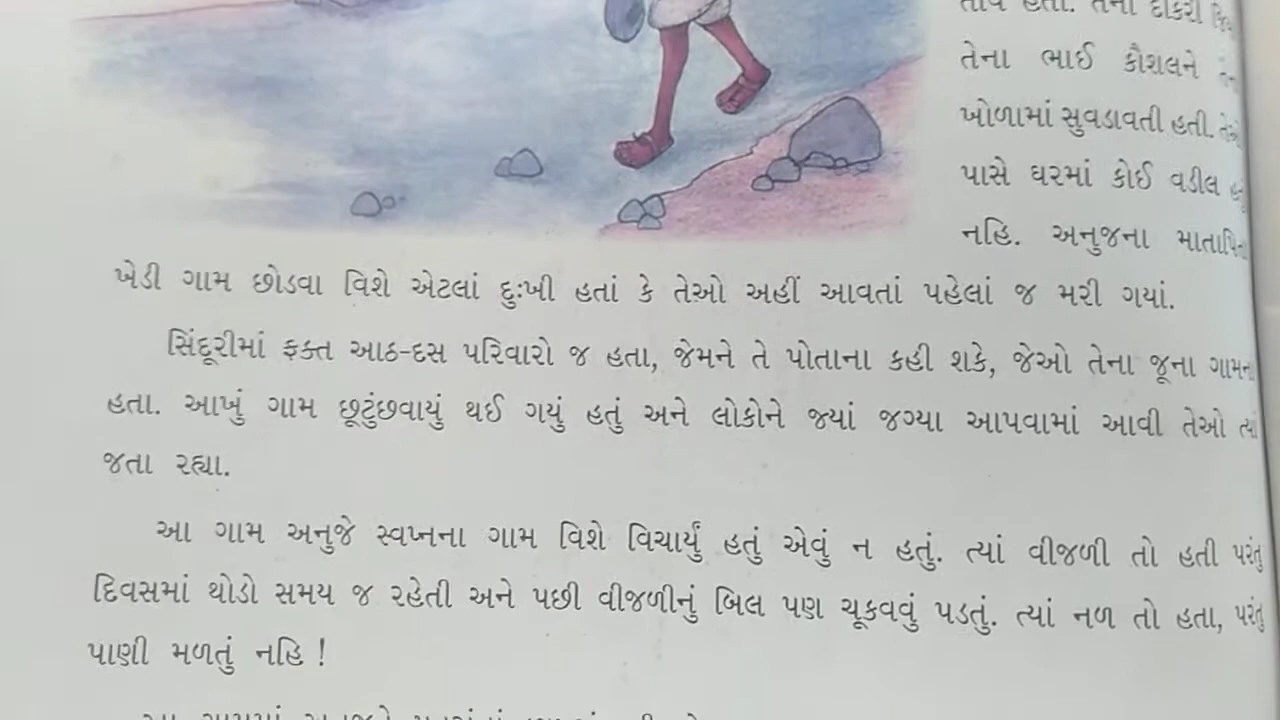 હતી. તેની દીકરી
તેના ભાઈ કૌશલને
ખોળામાં સુવડાવતી હતી.
પાસે ઘરમાં કોઈ વડીલ
નહિ. અનુજના માતાપિતા
ખેડી ગામ છોડવા વિશે એટલાં દુઃખી હતાં કે તેઓ અહીં આવતાં પહેલાં જ મરી ગયાં.
સિંદૂરીમાં ફક્ત આઠ-દસ પરિવારો જ હતા, જેમને તે પોતાના કહી શકે, જેઓ તેના જૂના ગામના
હતા. આખું ગામ છૂટુંછવાયું થઈ ગયું હતું અને લોકોને જ્યાં જગ્યા આપવામાં આવી તેઓ ત્યાં
જતા રહ્યા.
આ ગામ અનુજે સ્વપ્નના ગામ વિશે વિચાર્યું હતું એવું ન હતું. ત્યાં વીજળી તો હતી પરંતુ
દિવસમાં થોડો સમય જ રહેતી અને પછી વીજળીનું બિલ પણ ચૂકવવું પડતું. ત્યાં નળ તો હતા, પરંતુ
પાણી મળતું નહિ !